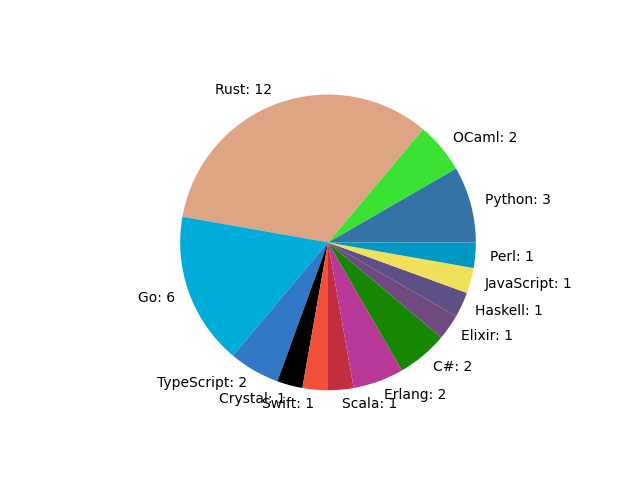 Rust: 12
OCaml: 2
Python: 3
Perl: 1
JavaScript: 1
Haskell: 1
Elixir: 1
C#: 2
Erlang: 2
Scala: 1
Swift: 1
Crystal: 1
TypeScript: 2
Go: 6